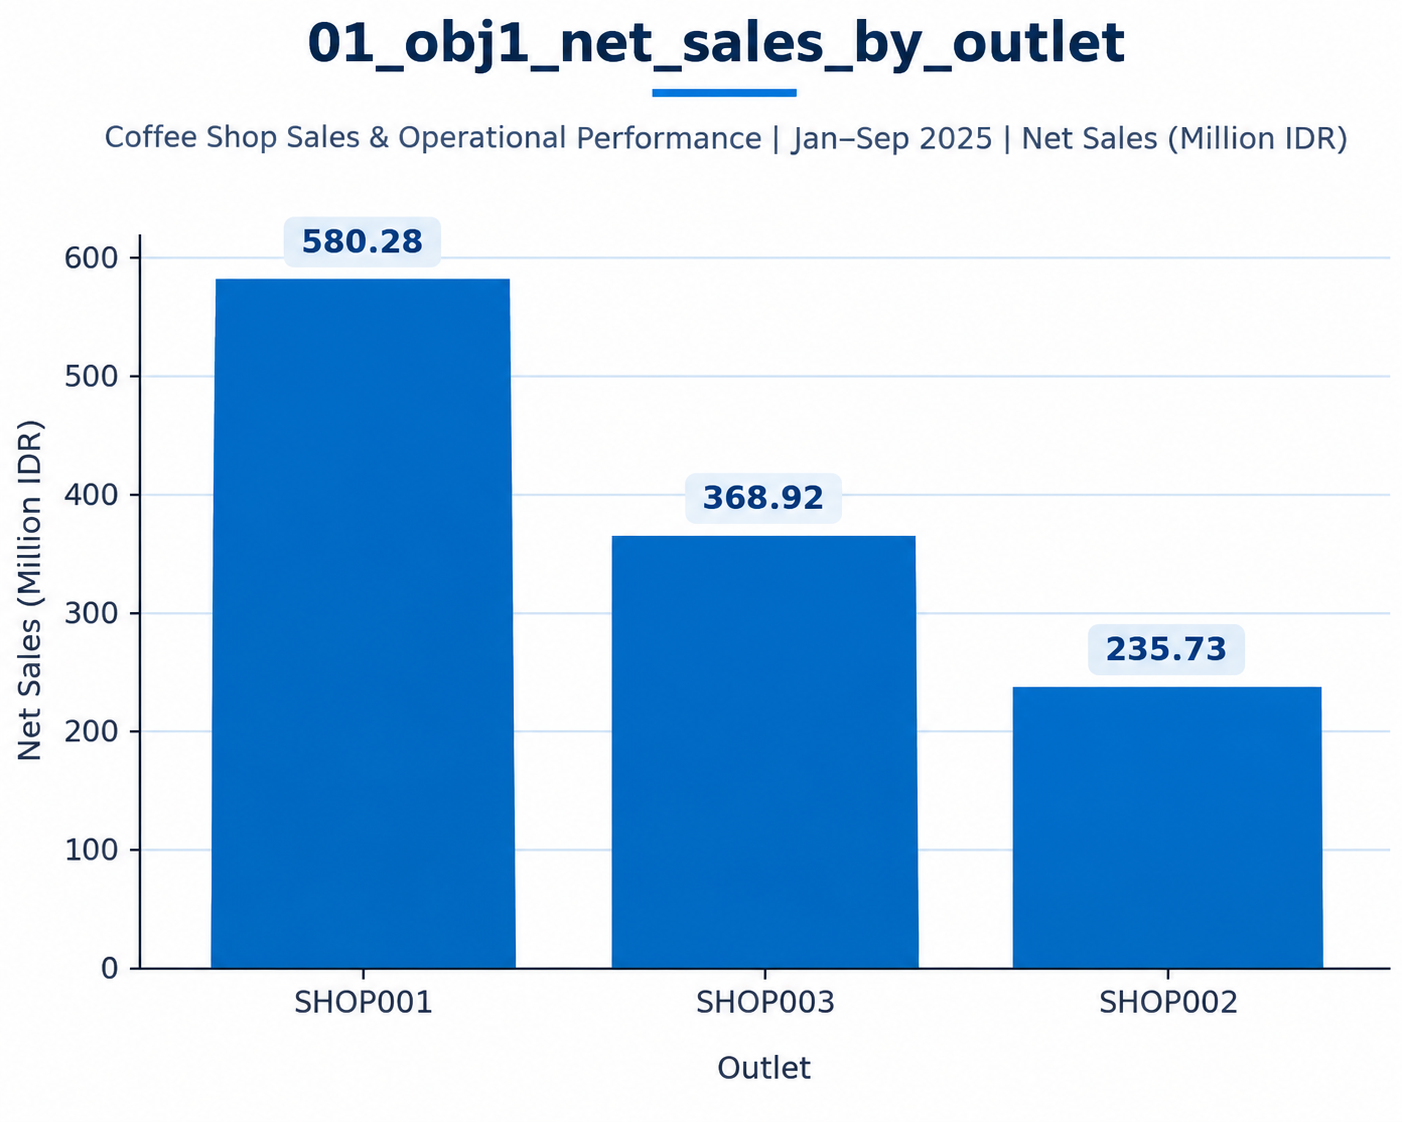 01_obj1_net_sales_by_outlet
Coffee Shop Sales & Operational Performance | Jan–Sep 2025 | Net Sales (Million IDR)
Net Sales (Million IDR)
600
500
400
300
200
100
0
580.28
368.92
235.73
SHOP001
SHOP003
SHOP002
Outlet